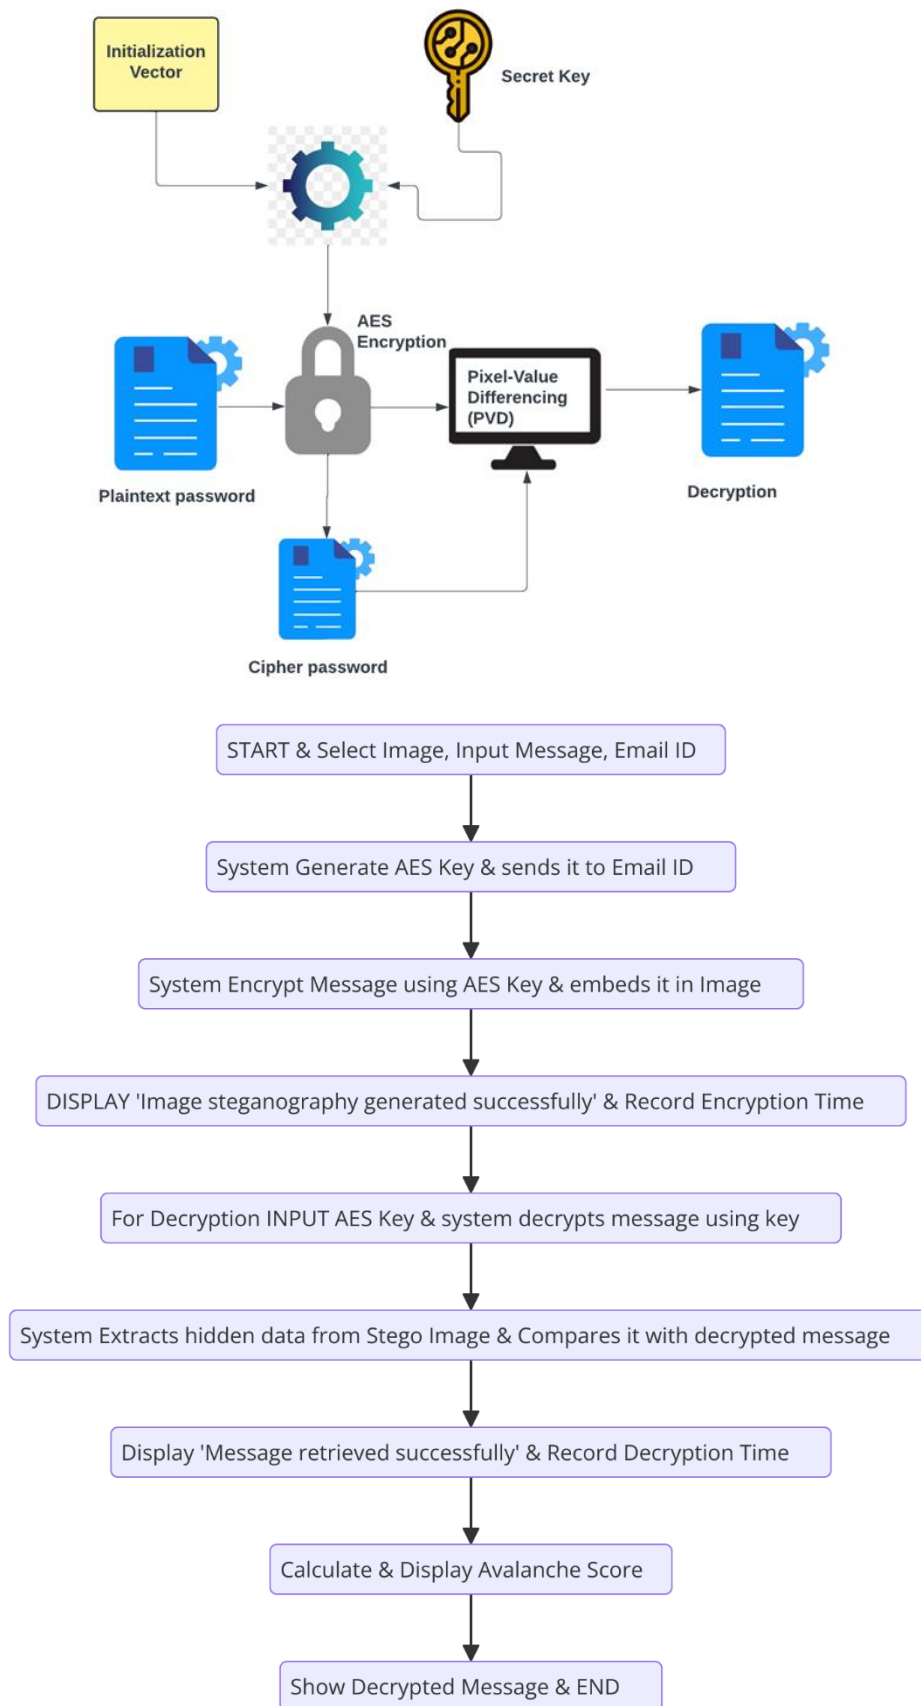 Initialization
Vector
Secret Key
AES
Encryption
Pixel-Value
Differencing
(PVD)
Plaintext password
Decryption
Cipher password
START & Select Image, Input Message, Email ID
System Generate AES Key & sends it to Email ID
System Encrypt Message using AES Key & embeds it in Image
DISPLAY 'Image steganography generated successfully' & Record Encryption Time
For Decryption INPUT AES Key & system decrypts message using key
System Extracts hidden data from Stego Image & Compares it with decrypted message
Display 'Message retrieved successfully' & Record Decryption Time
Calculate & Display Avalanche Score
Show Decrypted Message & END